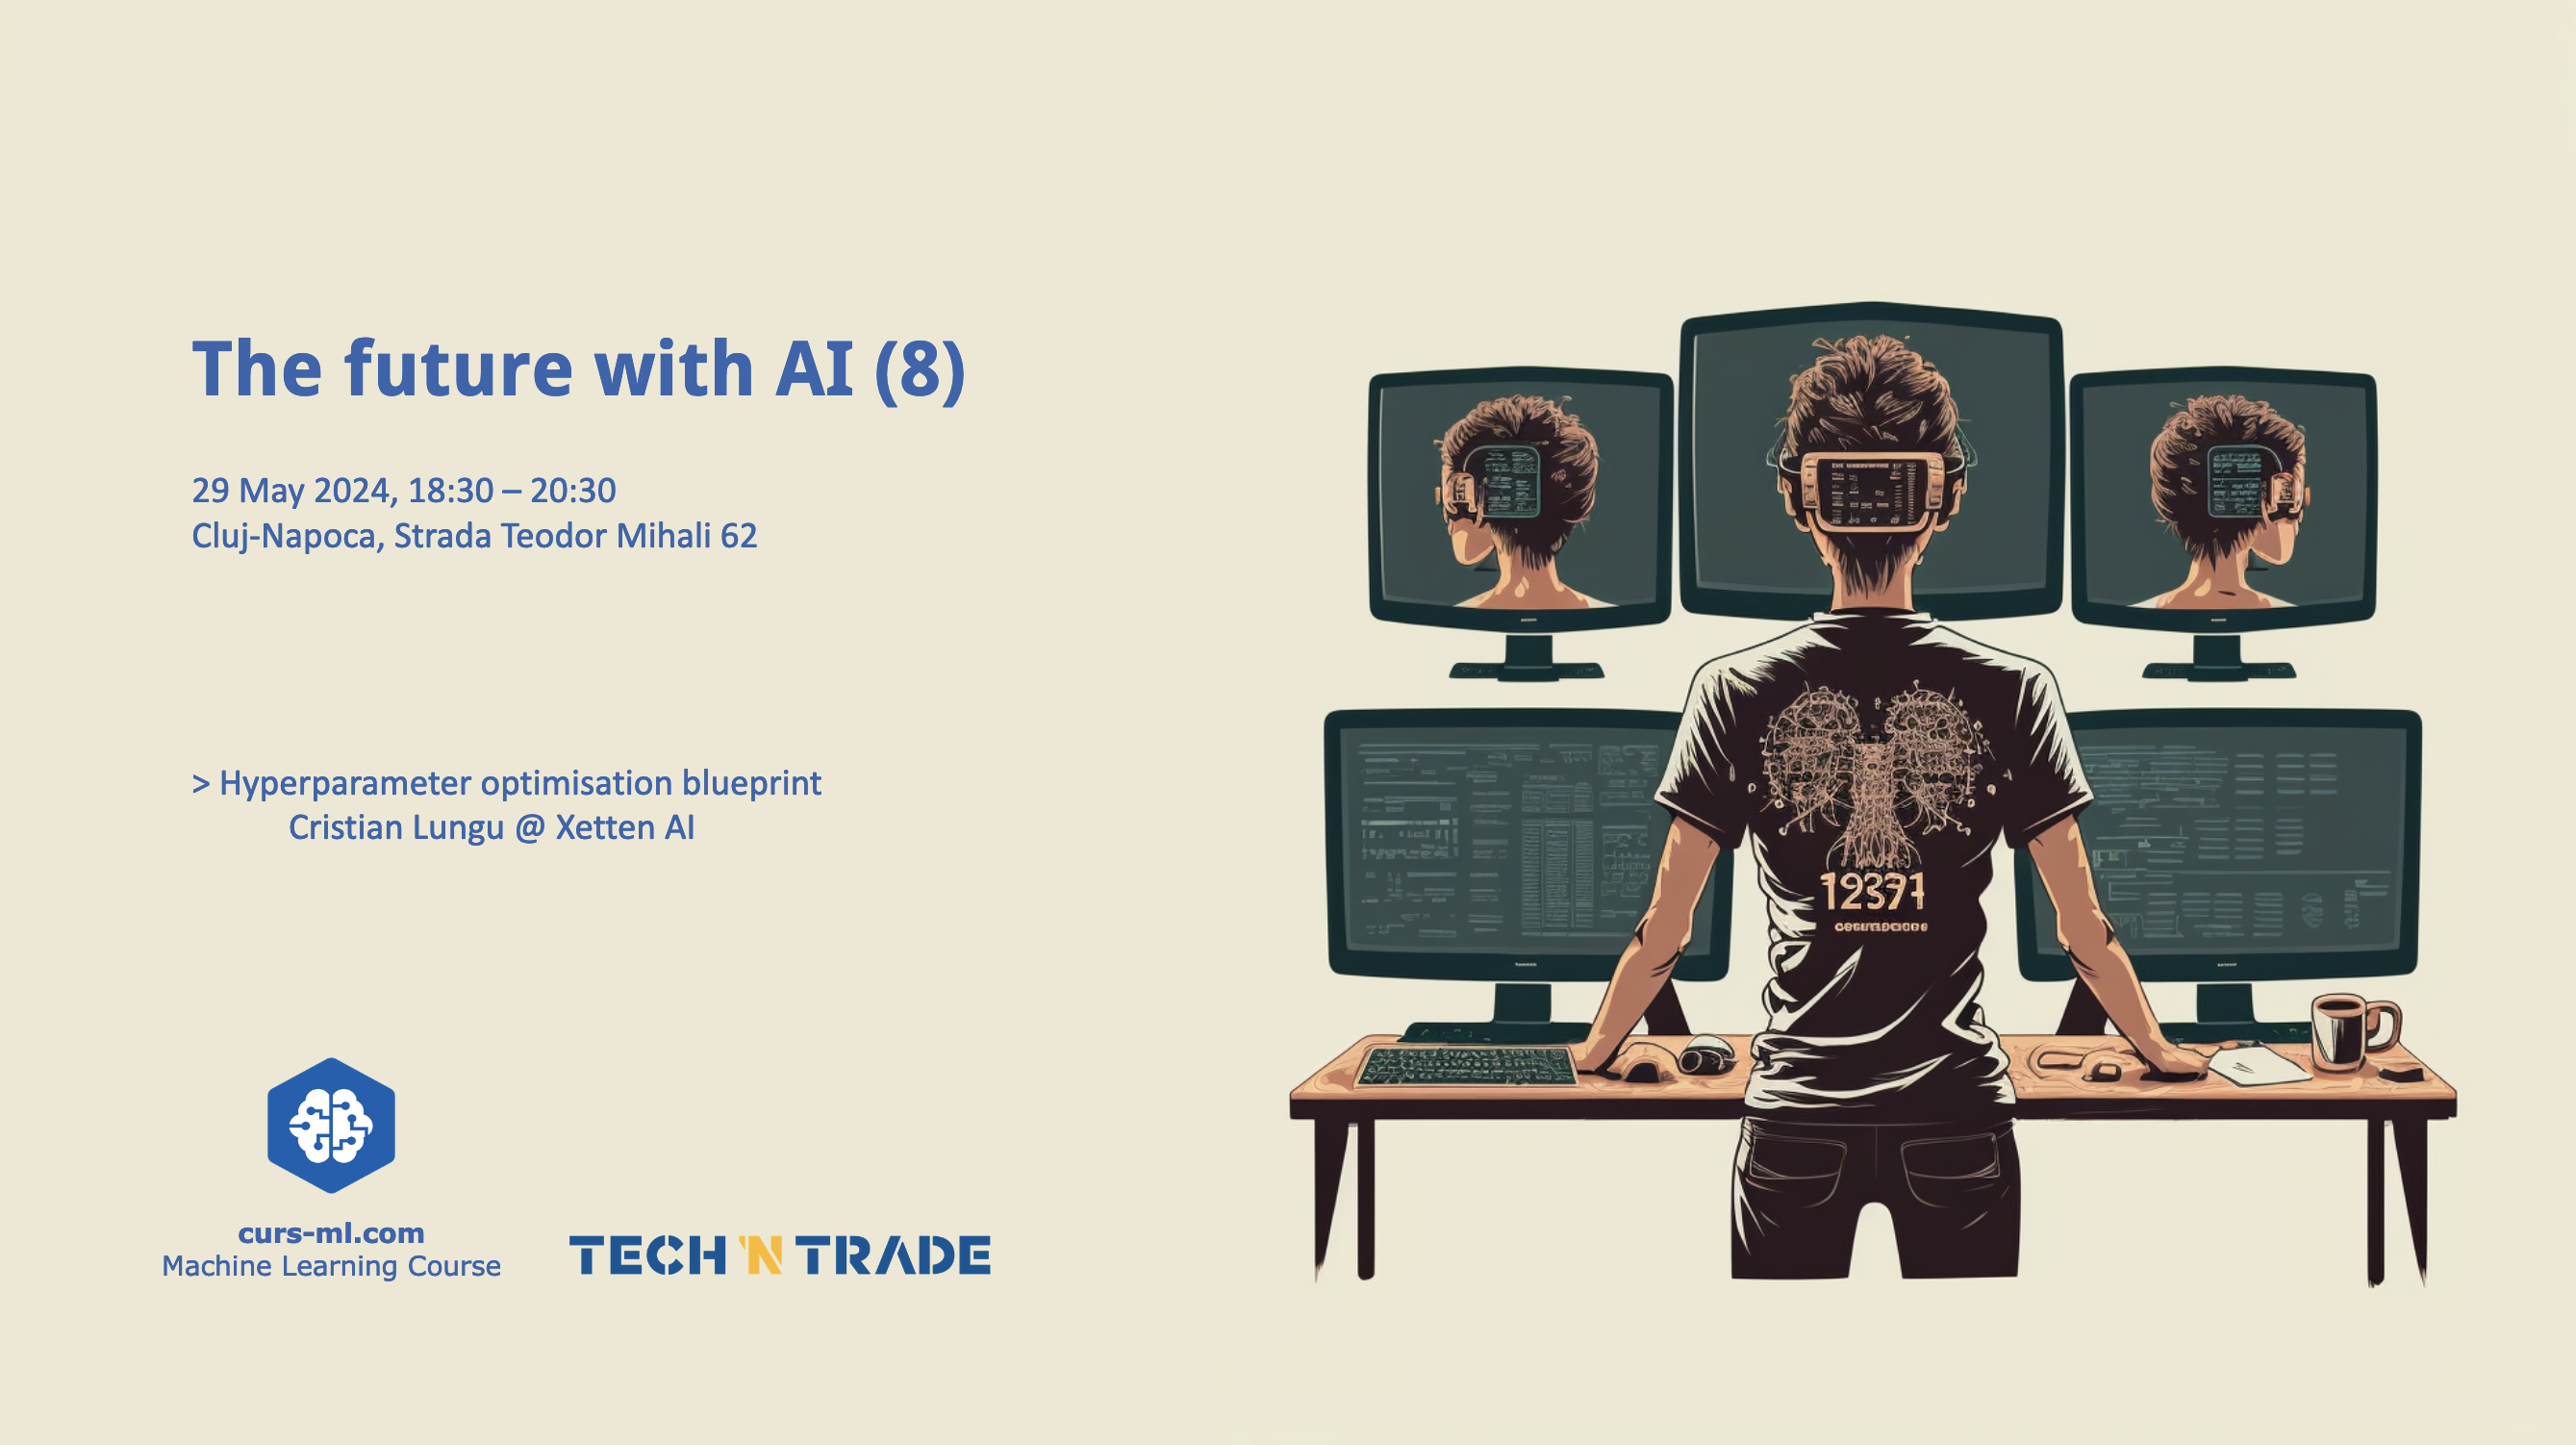 The future with AI (8)
29 May 2024, 18:30 – 20:30
Cluj-Napoca, Strada Teodor Mihali 62
> Hyperparameter optimisation blueprint
Cristian Lungu @ Xetten AI
curs-ml.com
Machine Learning Course
TECH 'N TRADE
12371